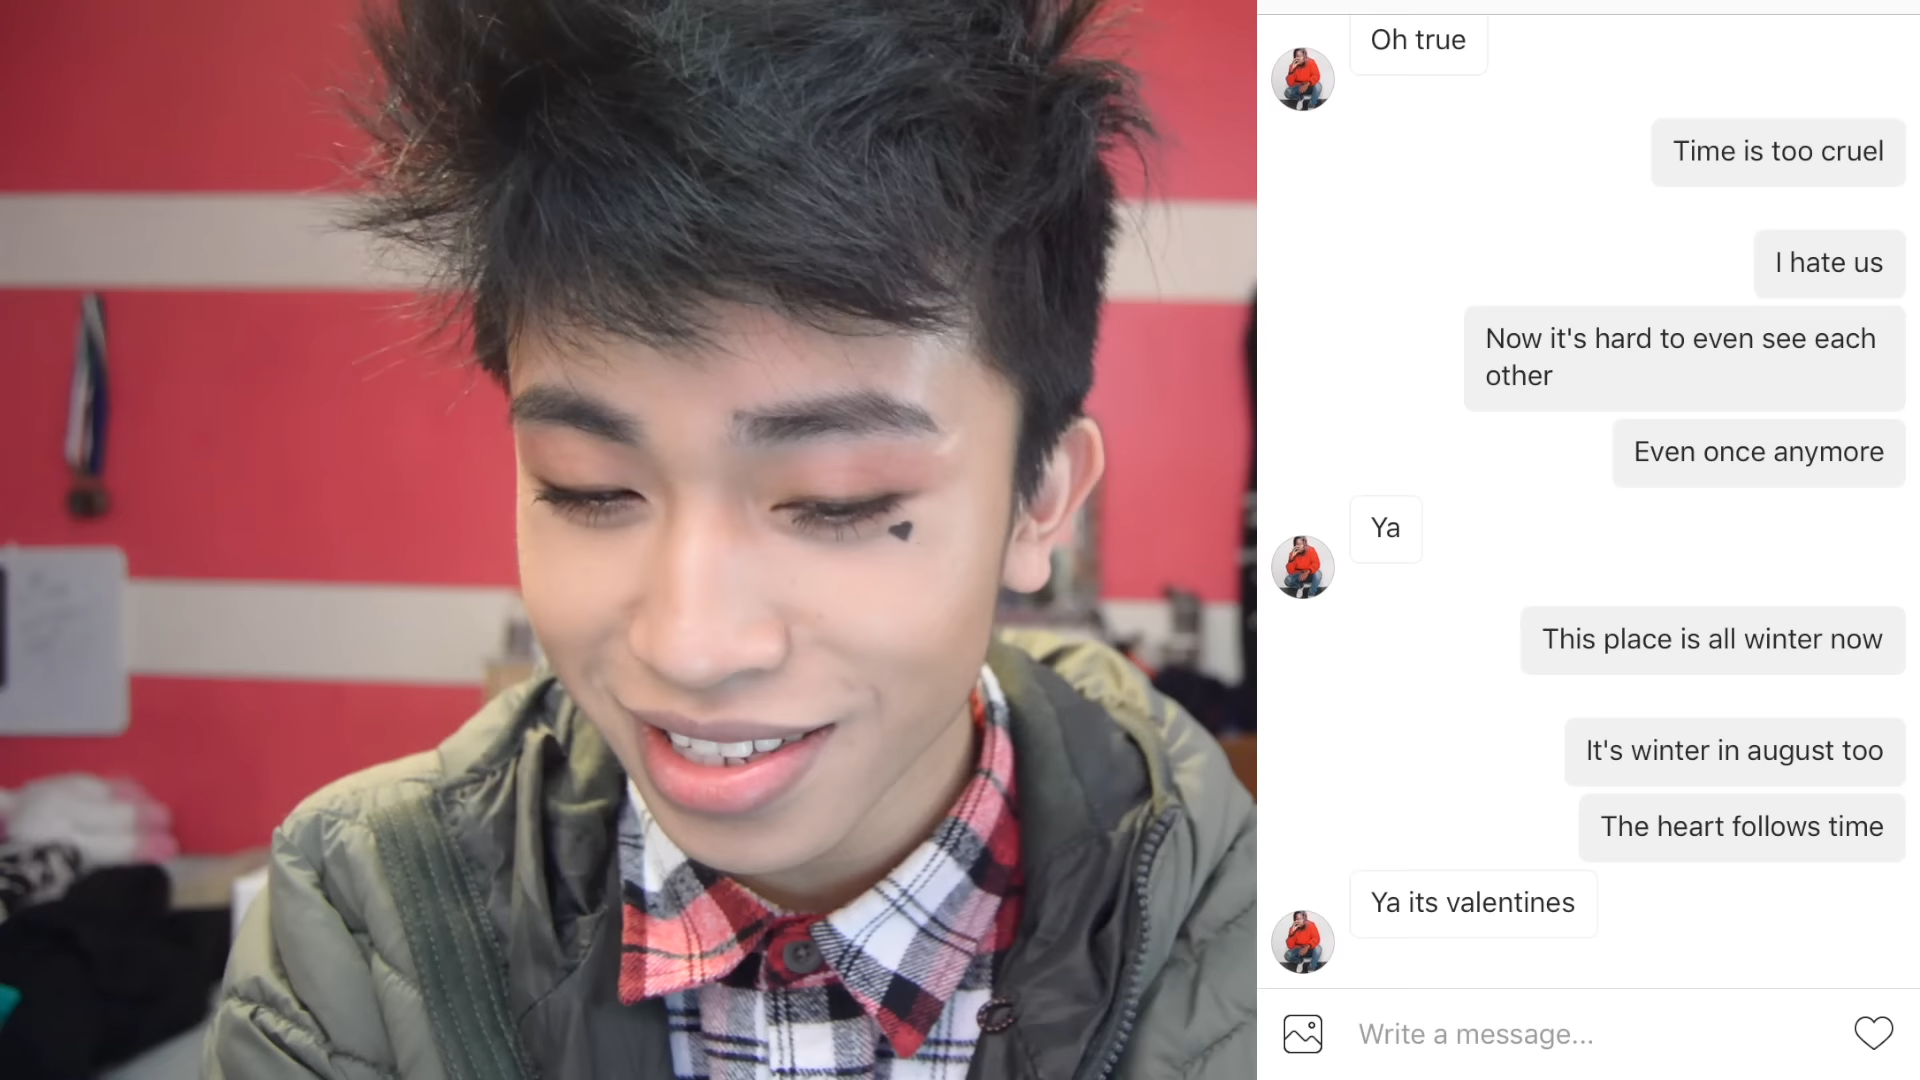 Oh true
Time is too cruel
I hate us
Now it's hard to even see each
other
Even once anymore
Ya
This place is all winter now
It's winter in august too
The heart follows time
Ya its valentines
Write a message...